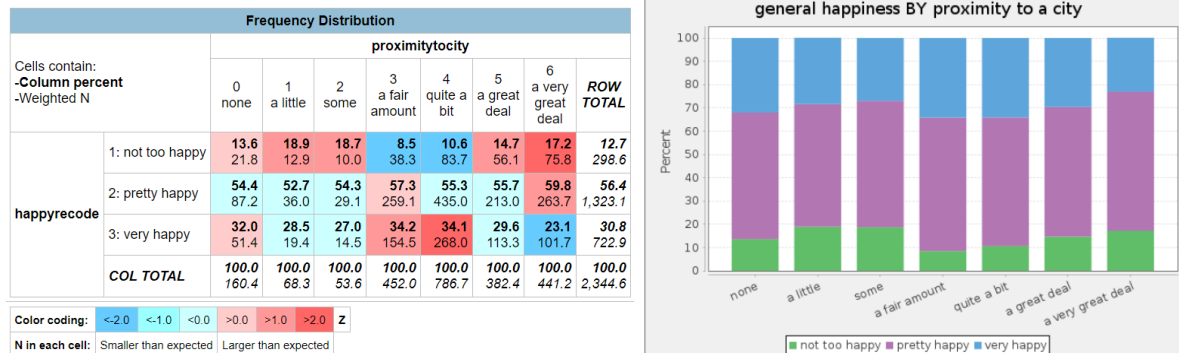 Frequency Distribution
Cells contain:
-Column percent
-Weighted N
proximitytocity
0 none
1 a little
2 some
3 a fair amount
4 quite a bit
5 a great deal
6 a very great deal
ROW TOTAL
happyrecode
1: not too happy 13.6 18.9 18.7 8.5 10.6 14.7 17.2 12.7
21.8 12.9 10.0 38.3 83.7 56.1 75.8 298.6
2: pretty happy 54.4 52.7 54.3 57.3 55.3 55.7 59.8 56.4
87.2 36.0 29.1 259.1 435.0 213.0 263.7 1,323.1
3: very happy 32.0 28.5 27.0 34.2 34.1 29.6 23.1 30.8
51.4 19.4 14.5 154.5 268.0 113.3 101.7 722.9
COL TOTAL 100.0 100.0 100.0 100.0 100.0 100.0 100.0 100.0
160.4 68.3 53.6 452.0 786.7 382.4 441.2 2,344.6
Color coding: <-2.0 <-1.0 <0.0 >0.0 >1.0 >2.0 Z
N in each cell: Smaller than expected Larger than expected
general happiness BY proximity to a city
Percent
100
90
80
70
60
50
40
30
20
10
0
none
a little
some
a fair amount
quite a bit
a great deal
a very great deal
not too happy pretty happy very happy